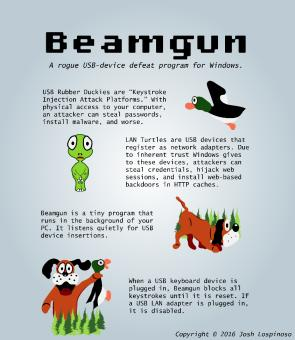 Beamgun
A rogue USB-device defeat program for Windows.
USB Rubber Duckies are "Keystroke
Injection Attack Platforms." With
physical access to your computer,
an attacker can steal passwords,
install malware, and worse.
LAN Turtles are USB devices that
register as network adapters. Due
to inherent trust Windows gives
to these devices, attackers can
steal credentials, hijack web
sessions, and install web-based
backdoors in HTTP caches.
Beamgun is a tiny program that
runs in the background of your
PC. It listens quietly for USB
device insertions.
When a USB keyboard device is
plugged in, Beamgun blocks all
keystrokes until it is reset. If
a USB LAN adapter is plugged in,
it is disabled.
Copyright © 2016 Josh Lospinoso